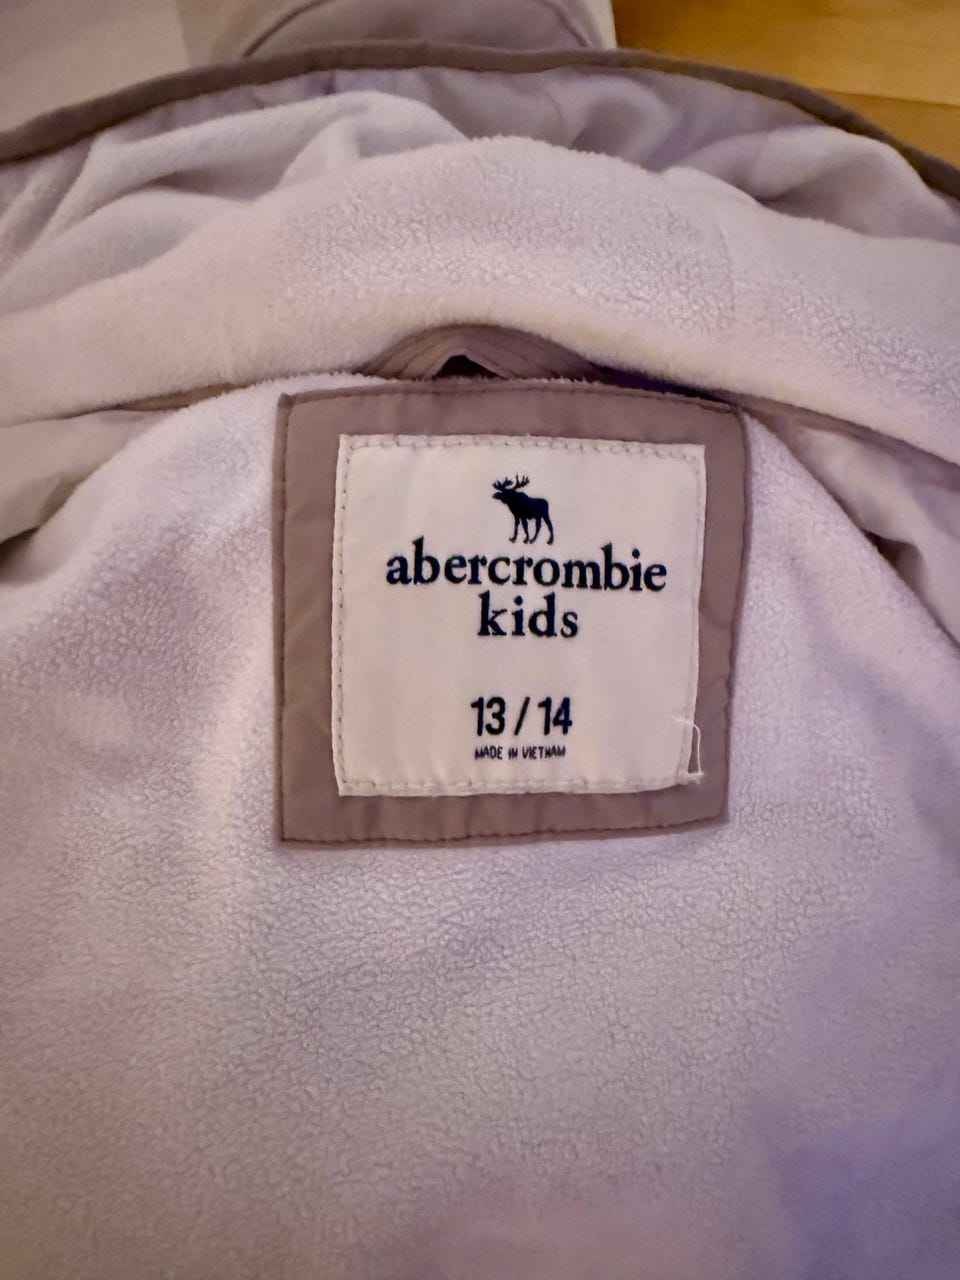 abercrombie
kids
13 / 14
MADE IN VIETNAM